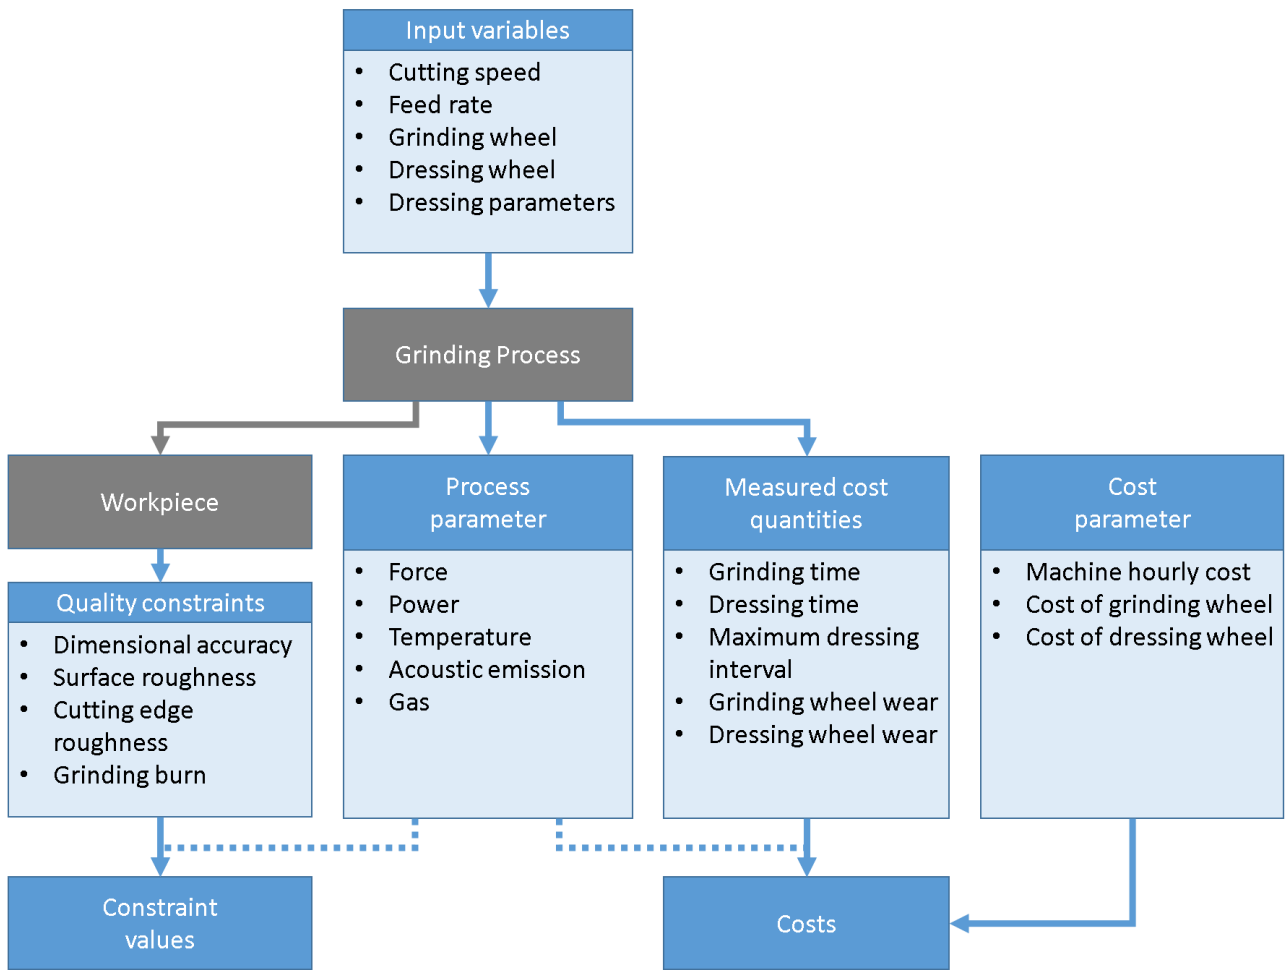 Input variables
• Cutting speed
• Feed rate
• Grinding wheel
• Dressing wheel
• Dressing parameters
Grinding Process
Workpiece
Quality constraints
• Dimensional accuracy
• Surface roughness
• Cutting edge
roughness
• Grinding burn
Process
parameter
• Force
• Power
• Temperature
• Acoustic emission
• Gas
Measured cost
quantities
• Grinding time
• Dressing time
• Maximum dressing
interval
• Grinding wheel wear
• Dressing wheel wear
Cost
parameter
• Machine hourly cost
• Cost of grinding wheel
• Cost of dressing wheel
Constraint
values
Costs